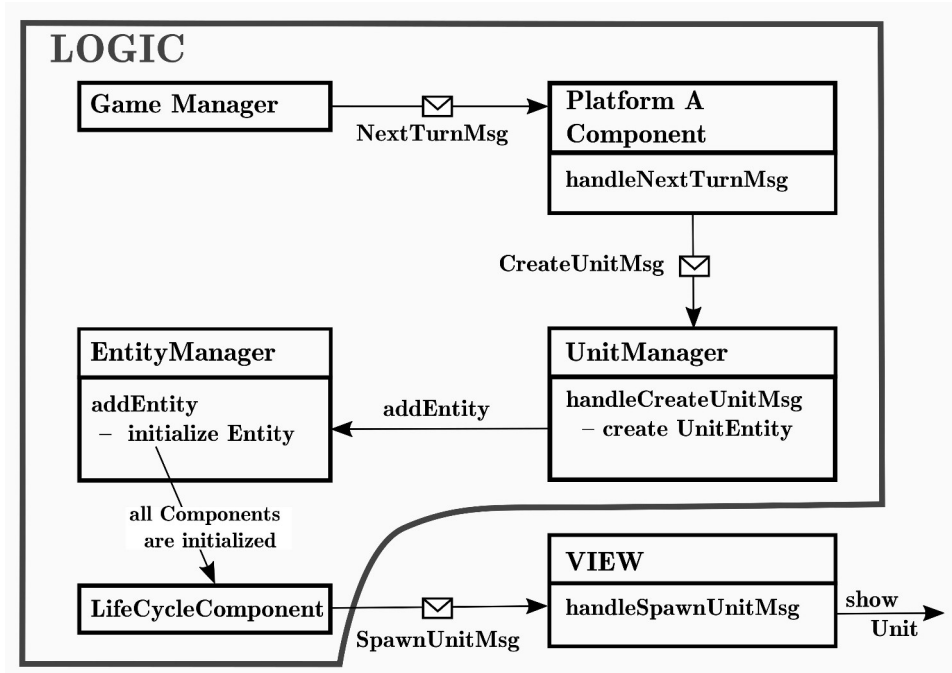 LOGIC
Game Manager
NextTurnMsg
Platform A
Component
handleNextTurnMsg
CreateUnitMsg
EntityManager
addEntity
– initialize Entity
addEntity
UnitManager
handleCreateUnitMsg
– create UnitEntity
all Components
are initialized
LifeCycleComponent
SpawnUnitMsg
VIEW
handleSpawnUnitMsg
show
Unit